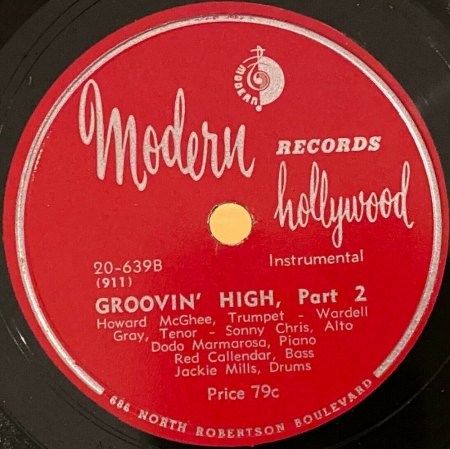 MODERN
Modern RECORDS
hollywood
20-639B
(911)
Instrumental
GROOVIN' HIGH, Part 2
Howard McGhee, Trumpet - Wardell
Gray, Tenor - Sonny Chris, Alto
Dodo Marmarosa, Piano
Red Callendar, Bass
Jackie Mills, Drums
Price 79c
686 NORTH ROBERTSON BOULEVARD